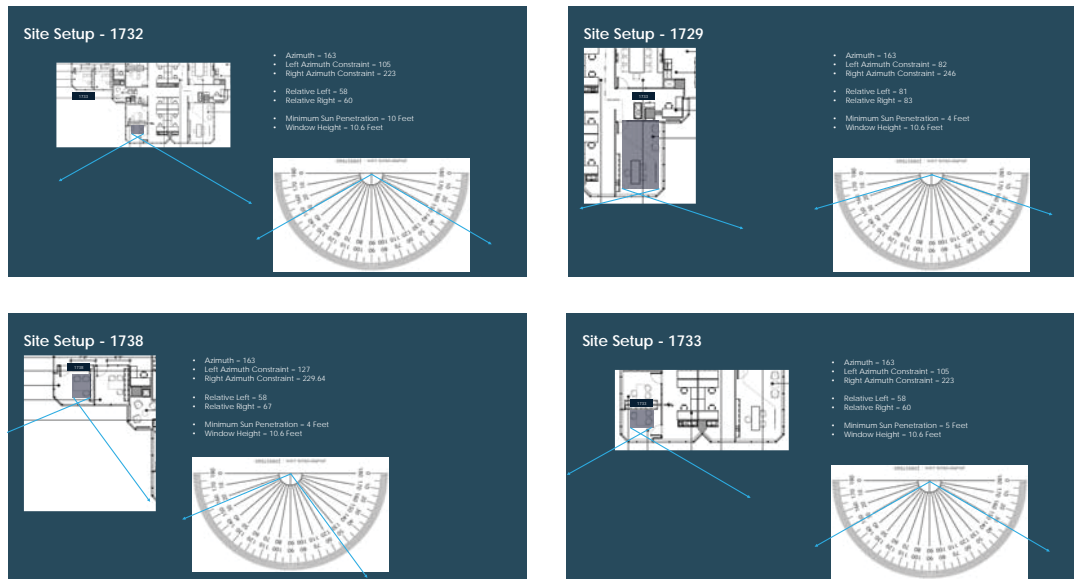 Site Setup - 1732
• Azimuth = 163
• Left Azimuth Constraint = 105
• Right Azimuth Constraint = 223
• Relative Left = 58
• Relative Right = 60
• Minimum Sun Penetration = 10 Feet
• Window Height = 10.6 Feet
Site Setup - 1729
• Azimuth = 163
• Left Azimuth Constraint = 82
• Right Azimuth Constraint = 246
• Relative Left = 81
• Relative Right = 83
• Minimum Sun Penetration = 4 Feet
• Window Height = 10.6 Feet
Site Setup - 1738
1738
• Azimuth = 163
• Left Azimuth Constraint = 127
• Right Azimuth Constraint = 229.64
• Relative Left = 58
• Relative Right = 67
• Minimum Sun Penetration = 4 Feet
• Window Height = 10.6 Feet
Site Setup - 1733
• Azimuth = 163
• Left Azimuth Constraint = 105
• Right Azimuth Constraint = 223
• Relative Left = 58
• Relative Right = 60
• Minimum Sun Penetration = 5 Feet
• Window Height = 10.6 Feet